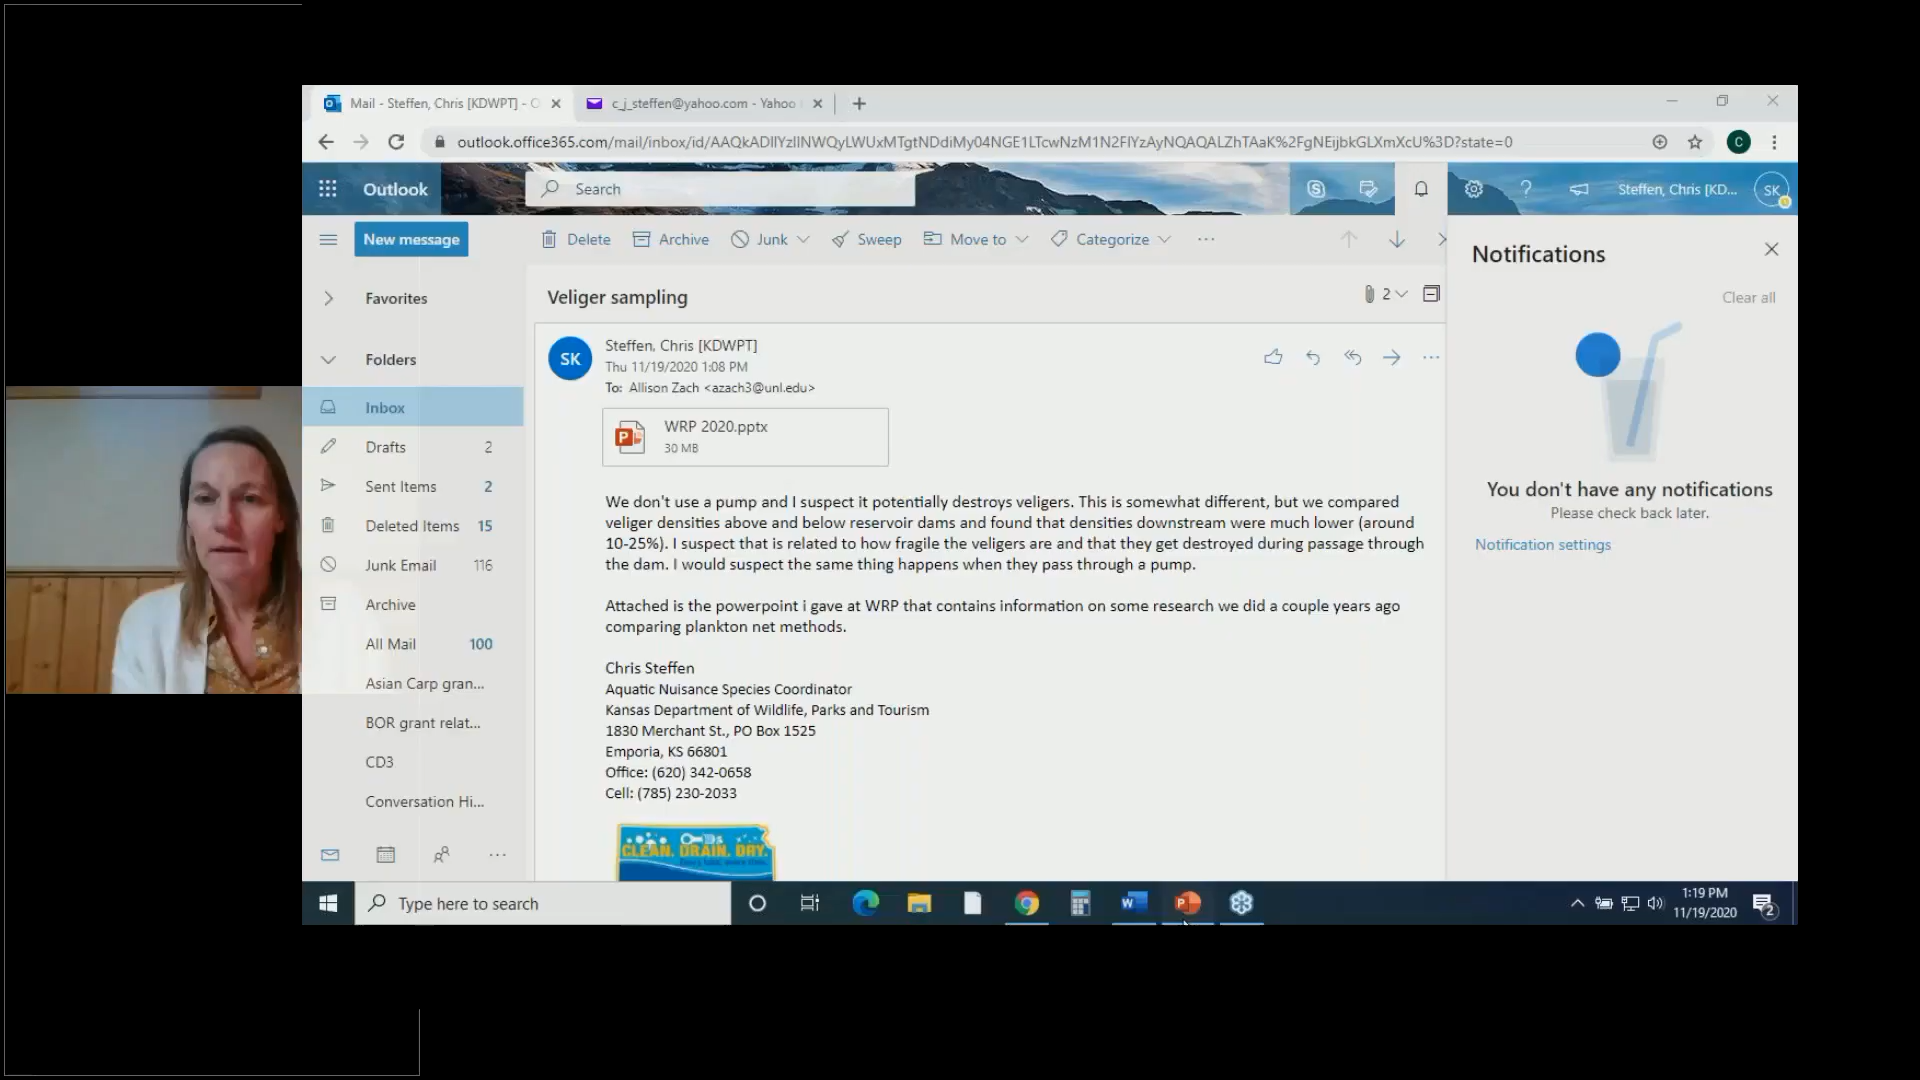 Mail - Steffen, Chris [KDWPT] - O
c_j_steffen@yahoo.com - Yahoo
outlook.office365.com/mail/inbox/id/AAQkADllYzllNWQyLWUxMTgtNDdiMy04NGE1LTcwNzM1N2FlYzAyNQAQALZhTAaK%2FgNEijbkGLXmXcU%3D?state=0
C
Outlook
Search
Steffen, Chris [KD...
SK
New message
Delete
Archive
Junk
Sweep
Move to
Categorize
Notifications
Clear all
Favorites
Folders
Inbox
Drafts 2
Sent Items 2
Deleted Items 15
Junk Email 116
Archive
All Mail 100
Asian Carp gran...
BOR grant relat...
CD3
Conversation Hi...
Veliger sampling
2
SK
Steffen, Chris [KDWPT]
Thu 11/19/2020 1:08 PM
To: Allison Zach <azach3@unl.edu>
WRP 2020.pptx
30 MB
We don't use a pump and I suspect it potentially destroys veligers. This is somewhat different, but we compared
veliger densities above and below reservoir dams and found that densities downstream were much lower (around
10-25%). I suspect that is related to how fragile the veligers are and that they get destroyed during passage through
the dam. I would suspect the same thing happens when they pass through a pump.
Attached is the powerpoint i gave at WRP that contains information on some research we did a couple years ago
comparing plankton net methods.
Chris Steffen
Aquatic Nuisance Species Coordinator
Kansas Department of Wildlife, Parks and Tourism
1830 Merchant St., PO Box 1525
Emporia, KS 66801
Office: (620) 342-0658
Cell: (785) 230-2033
CLEAN. DRAIN. DRY.
You don't have any notifications
Please check back later.
Notification settings
Type here to search
1:19 PM
11/19/2020
2